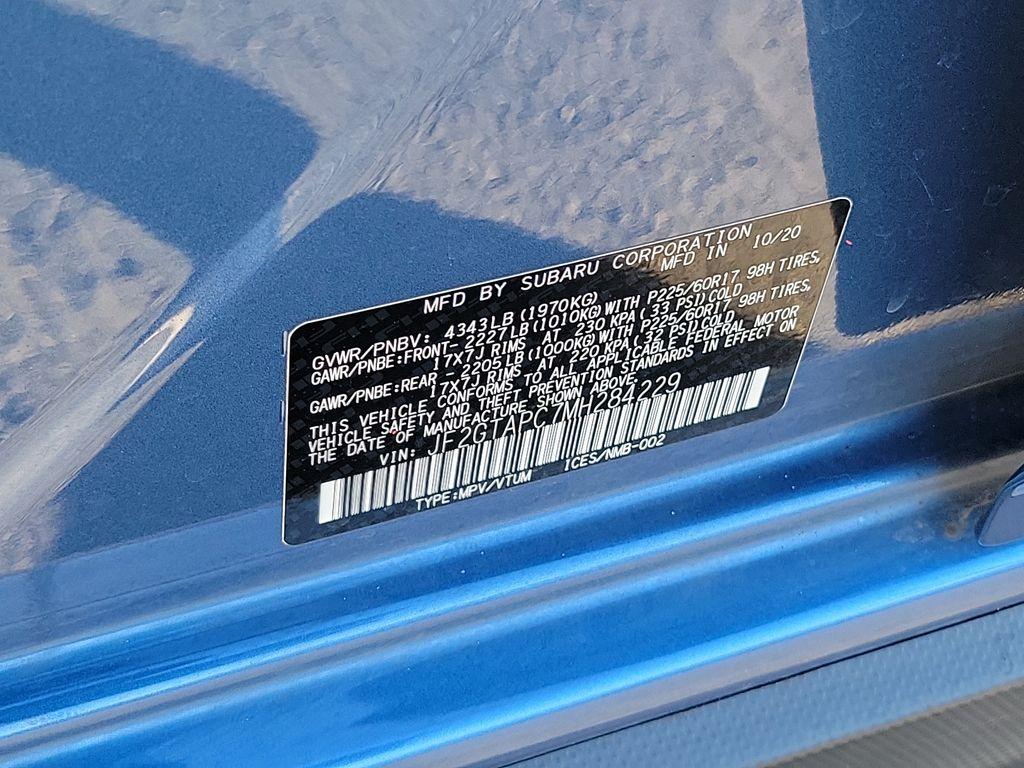 MFD BY SUBARU CORPORATION
MFD IN 10/20
GVWR/PNBV: 4343LB(1970KG)
GAWR/PNBE:FRONT-2227LB(1010KG)WITH P225/60R17 98H TIRES,
17X7J RIMS AT 230 KPA(33 PSI)COLD
GAWR/PNBE:REAR -2205LB(1000KG)WITH P225/60R17 98H TIRES,
17X7J RIMS AT 220 KPA(32 PSI)COLD
THIS VEHICLE CONFORMS TO ALL APPLICABLE FEDERAL MOTOR
VEHICLE SAFETY AND THEFT PREVENTION STANDARDS IN EFFECT ON
THE DATE OF MANUFACTURE SHOWN ABOVE.
VIN: JF2GTAPC7MH284229
TYPE:MPV/VTUM ICES/NMB-002